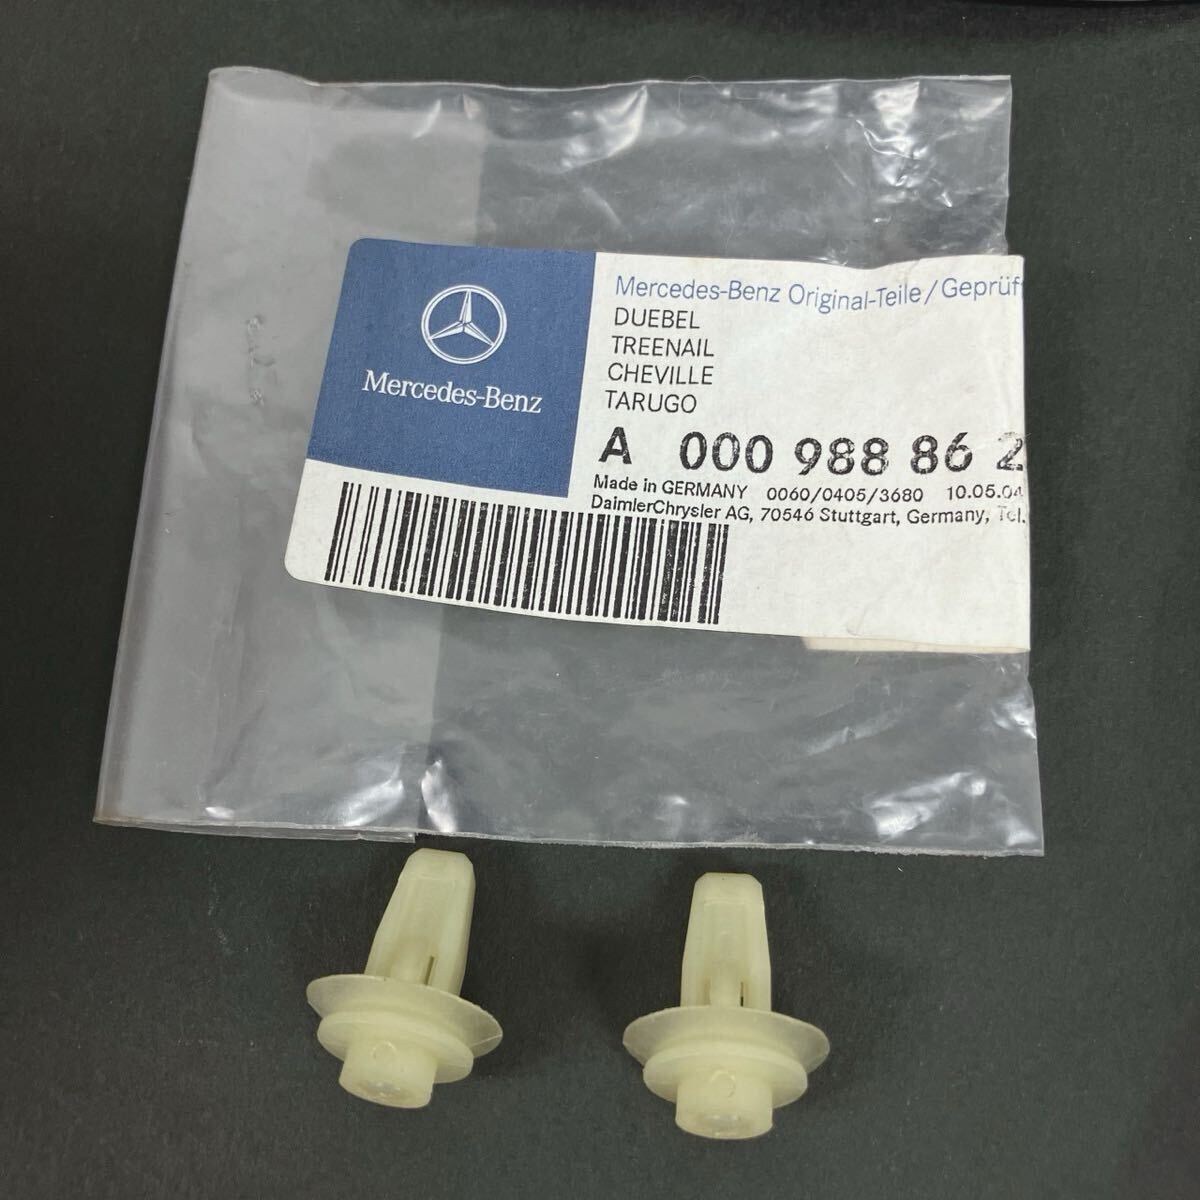 Mercedes-Benz Original-Teile/Geprüf
DUEBEL
TREENAIL
CHEVILLE
TARUGO
Mercedes-Benz
A 000 988 86 2
Made in GERMANY 0060/0405/3680 10.05.04
DaimlerChrysler AG, 70546 Stuttgart, Germany, Tel.